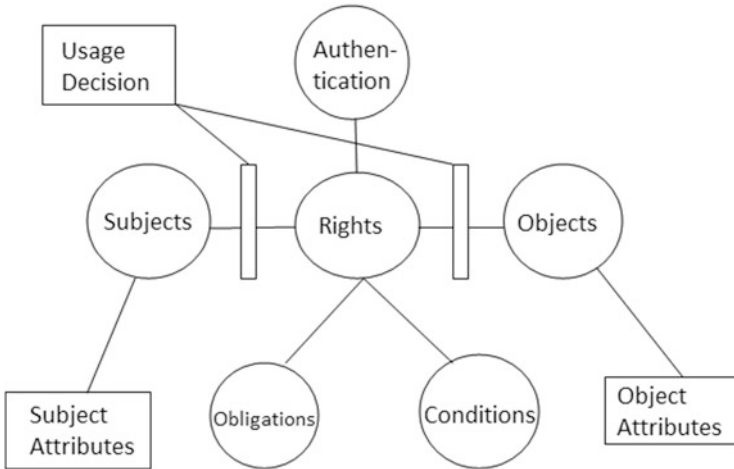 Usage
Decision
Authen-
tication
Subjects
Rights
Objects
Subject
Attributes
Obligations
Conditions
Object
Attributes